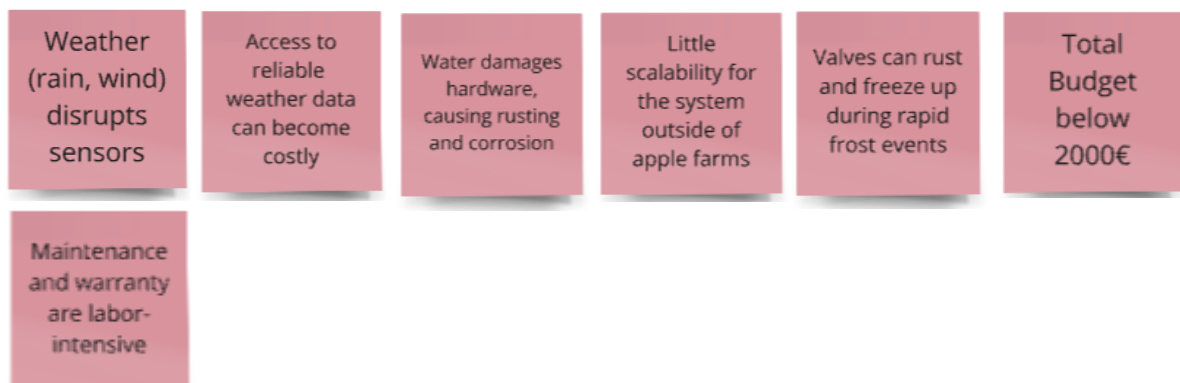 Weather
(rain, wind)
disrupts
sensors
Access to
reliable
weather data
can become
costly
Water damages
hardware,
causing rusting
and corrosion
Little
scalability for
the system
outside of
apple farms
Valves can rust
and freeze up
during rapid
frost events
Total
Budget
below
2000€
Maintenance
and warranty
are labor-
intensive